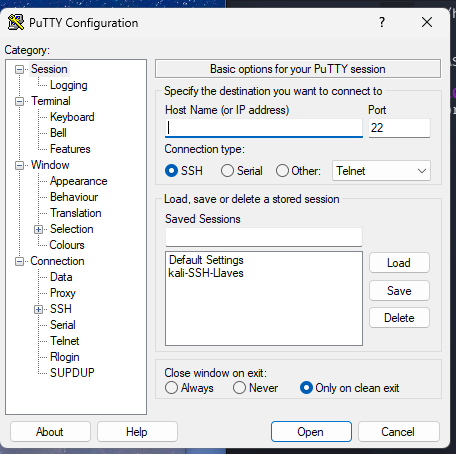 PuTTY Configuration
?
Category:
Session
Logging
Terminal
Keyboard
Bell
Features
Window
Appearance
Behaviour
Translation
Selection
Colours
Connection
Data
Proxy
SSH
Serial
Telnet
Rlogin
SUPDUP
Basic options for your PuTTY session
Specify the destination you want to connect to
Host Name (or IP address) Port
22
Connection type:
SSH Serial Other: Telnet
Load, save or delete a stored session
Saved Sessions
Default Settings
kali-SSH-Llaves
Load
Save
Delete
Close window on exit:
Always Never Only on clean exit
About Help Open Cancel